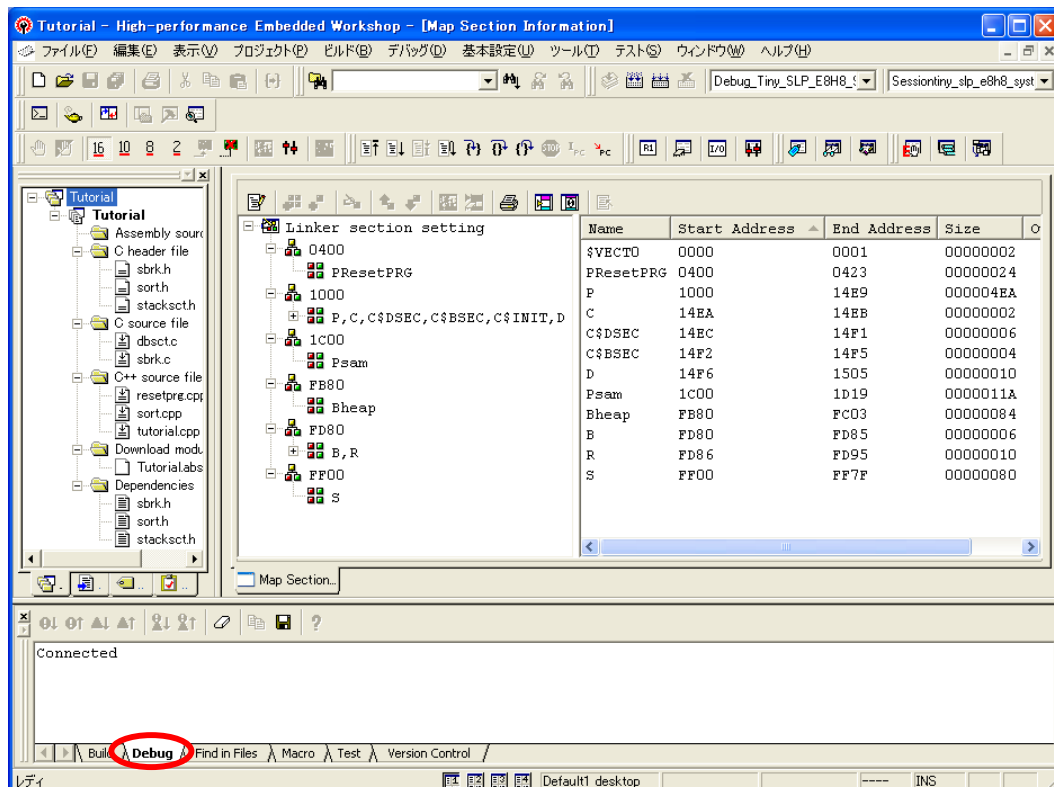 Tutorial - High-performance Embedded Workshop - [Map Section Information]
ファイル(F) 編集(E) 表示(V) プロジェクト(P) ビルド(B) デバッグ(D) 基本設定(U) ツール(T) テスト(S) ウィンドウ(W) ヘルプ(H)
Debug_Tiny_SLP_E8H8_ Sessiontiny_slp_e8h8_syst
16 10 8 2
Tutorial
Tutorial
Assembly sourc
C header file
sbrk.h
sort.h
stacksct.h
C source file
dbsct.c
sbrk.c
C++ source file
resetprg.cpp
sort.cpp
tutorial.cpp
Download modu
Tutorial.abs
Dependencies
sbrk.h
sort.h
stacksct.h
Linker section setting
0400
PResetPRG
1000
P,C,C$DSEC,C$BSEC,C$INIT,D
1C00
Psam
FB80
Bheap
FD80
B,R
FF00
S
Name Start Address End Address Size
$VECT0 0000 0001 00000002
PResetPRG 0400 0423 00000024
P 1000 14E9 000004EA
C 14EA 14EB 00000002
C$DSEC 14EC 14F1 00000006
C$BSEC 14F2 14F5 00000004
D 14F6 1505 00000010
Psam 1C00 1D19 0000011A
Bheap FB80 FC03 00000084
B FD80 FD85 00000006
R FD86 FD95 00000010
S FF00 FF7F 00000080
Map Section...
Connected
Build Debug Find in Files Macro Test Version Control
レディ Default1 desktop ---- INS